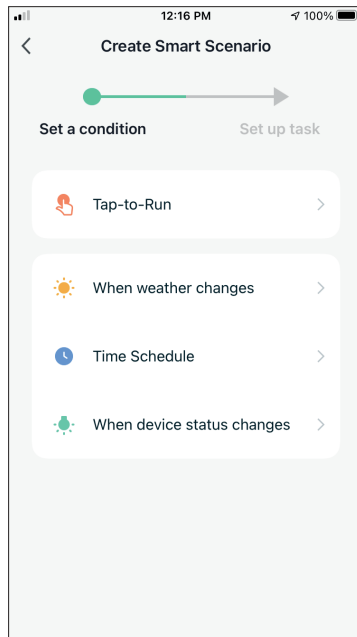 12:16 PM
100%
Create Smart Scenario
Set a condition
Set up task
Tap-to-Run
When weather changes
Time Schedule
When device status changes